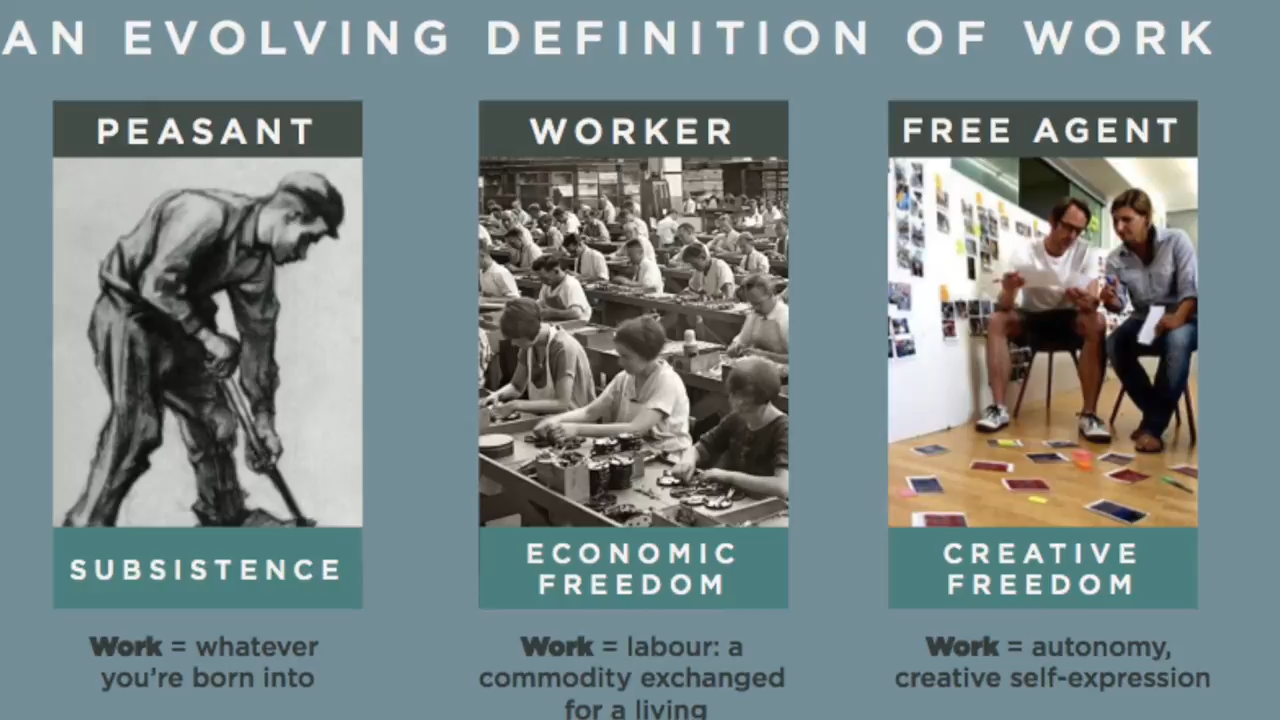 AN EVOLVING DEFINITION OF WORK
PEASANT
SUBSISTENCE
Work = whatever
you're born into
WORKER
ECONOMIC
FREEDOM
Work = labour: a
commodity exchanged
for a living
FREE AGENT
CREATIVE
FREEDOM
Work = autonomy,
creative self-expression